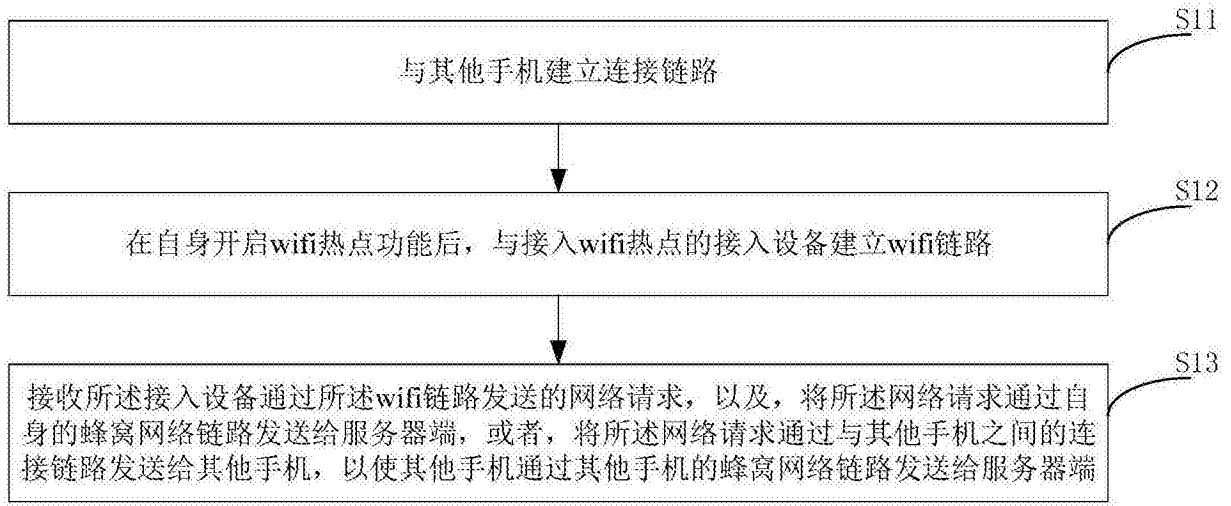 S11
与其他手机建立连接链路
S12
在自身开启wifi热点功能后，与接入wifi热点的接入设备建立wifi链路
S13
接收所述接入设备通过所述wifi链路发送的网络请求，以及，将所述网络请求通过自
身的蜂窝网络链路发送给服务器端，或者，将所述网络请求通过与其他手机之间的连
接链路发送给其他手机，以使其他手机通过其他手机的蜂窝网络链路发送给服务器端